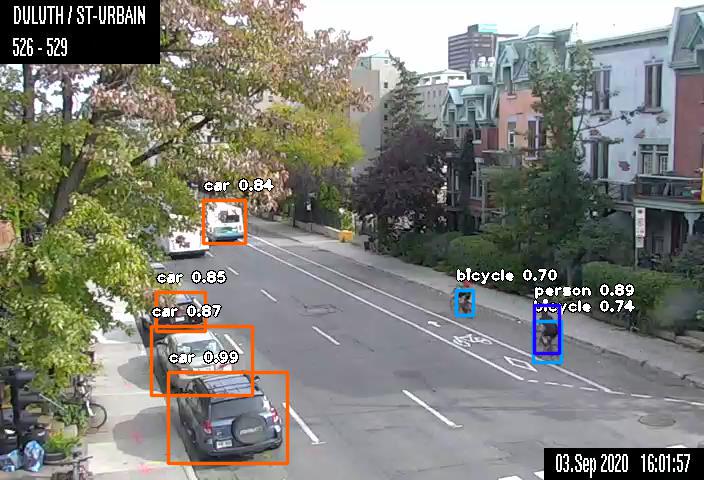 DULUTH / ST-URBAIN
526 - 529
car 0.84
car 0.85
car 0.87
car 0.99
bicycle 0.70
person 0.89
bicycle 0.74
03.Sep 2020 16:01:57